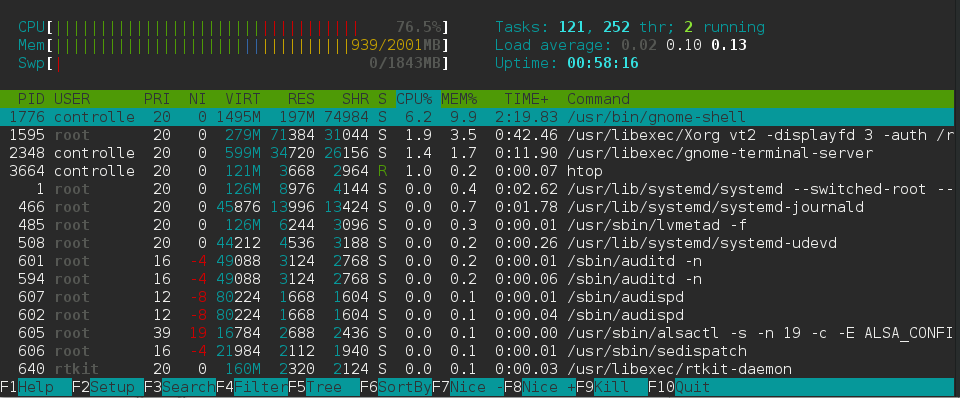 CPU[|||||||||||||||||||||||||||||||||| 76.5%] Tasks: 121, 252 thr; 2 running
Mem[|||||||||||||||||||||||||||||||||939/2001MB] Load average: 0.02 0.10 0.13
Swp[| 0/1843MB] Uptime: 00:58:16
PID USER PRI NI VIRT RES SHR S CPU% MEM% TIME+ Command
1776 controlle 20 0 1495M 197M 74984 S 6.2 9.9 2:19.83 /usr/bin/gnome-shell
1595 root 20 0 279M 71384 31044 S 1.9 3.5 0:42.46 /usr/libexec/Xorg vt2 -displayfd 3 -auth /r
2348 controlle 20 0 599M 34720 26156 S 1.4 1.7 0:11.90 /usr/libexec/gnome-terminal-server
3664 controlle 20 0 121M 3668 2964 R 1.0 0.2 0:00.07 htop
1 root 20 0 126M 8976 4144 S 0.0 0.4 0:02.62 /usr/lib/systemd/systemd --switched-root --
466 root 20 0 45876 13996 13424 S 0.0 0.7 0:01.78 /usr/lib/systemd/systemd-journald
485 root 20 0 126M 6244 3096 S 0.0 0.3 0:00.01 /usr/sbin/lvmetad -f
508 root 20 0 44212 4536 3188 S 0.0 0.2 0:00.26 /usr/lib/systemd/systemd-udevd
601 root 16 -4 49088 3124 2768 S 0.0 0.2 0:00.01 /sbin/auditd -n
594 root 16 -4 49088 3124 2768 S 0.0 0.2 0:00.06 /sbin/auditd -n
607 root 12 -8 80224 1668 1604 S 0.0 0.1 0:00.03 /sbin/audispd
602 root 12 -8 80224 1668 1604 S 0.0 0.1 0:00.04 /sbin/audispd
605 root 39 19 16784 2688 2436 S 0.0 0.1 0:00.00 /usr/sbin/alsactl -s -n 19 -c -E ALSA_CONFI
606 root 16 -4 21984 2112 1940 S 0.0 0.1 0:00.01 /usr/sbin/sedispatch
640 rtkit 20 0 160M 2320 2124 S 0.0 0.1 0:00.01 /usr/libexec/rtkit-daemon
F1Help F2Setup F3SearchF4FilterF5Tree F6SortByF7Nice -F8Nice +F9Kill F10Quit